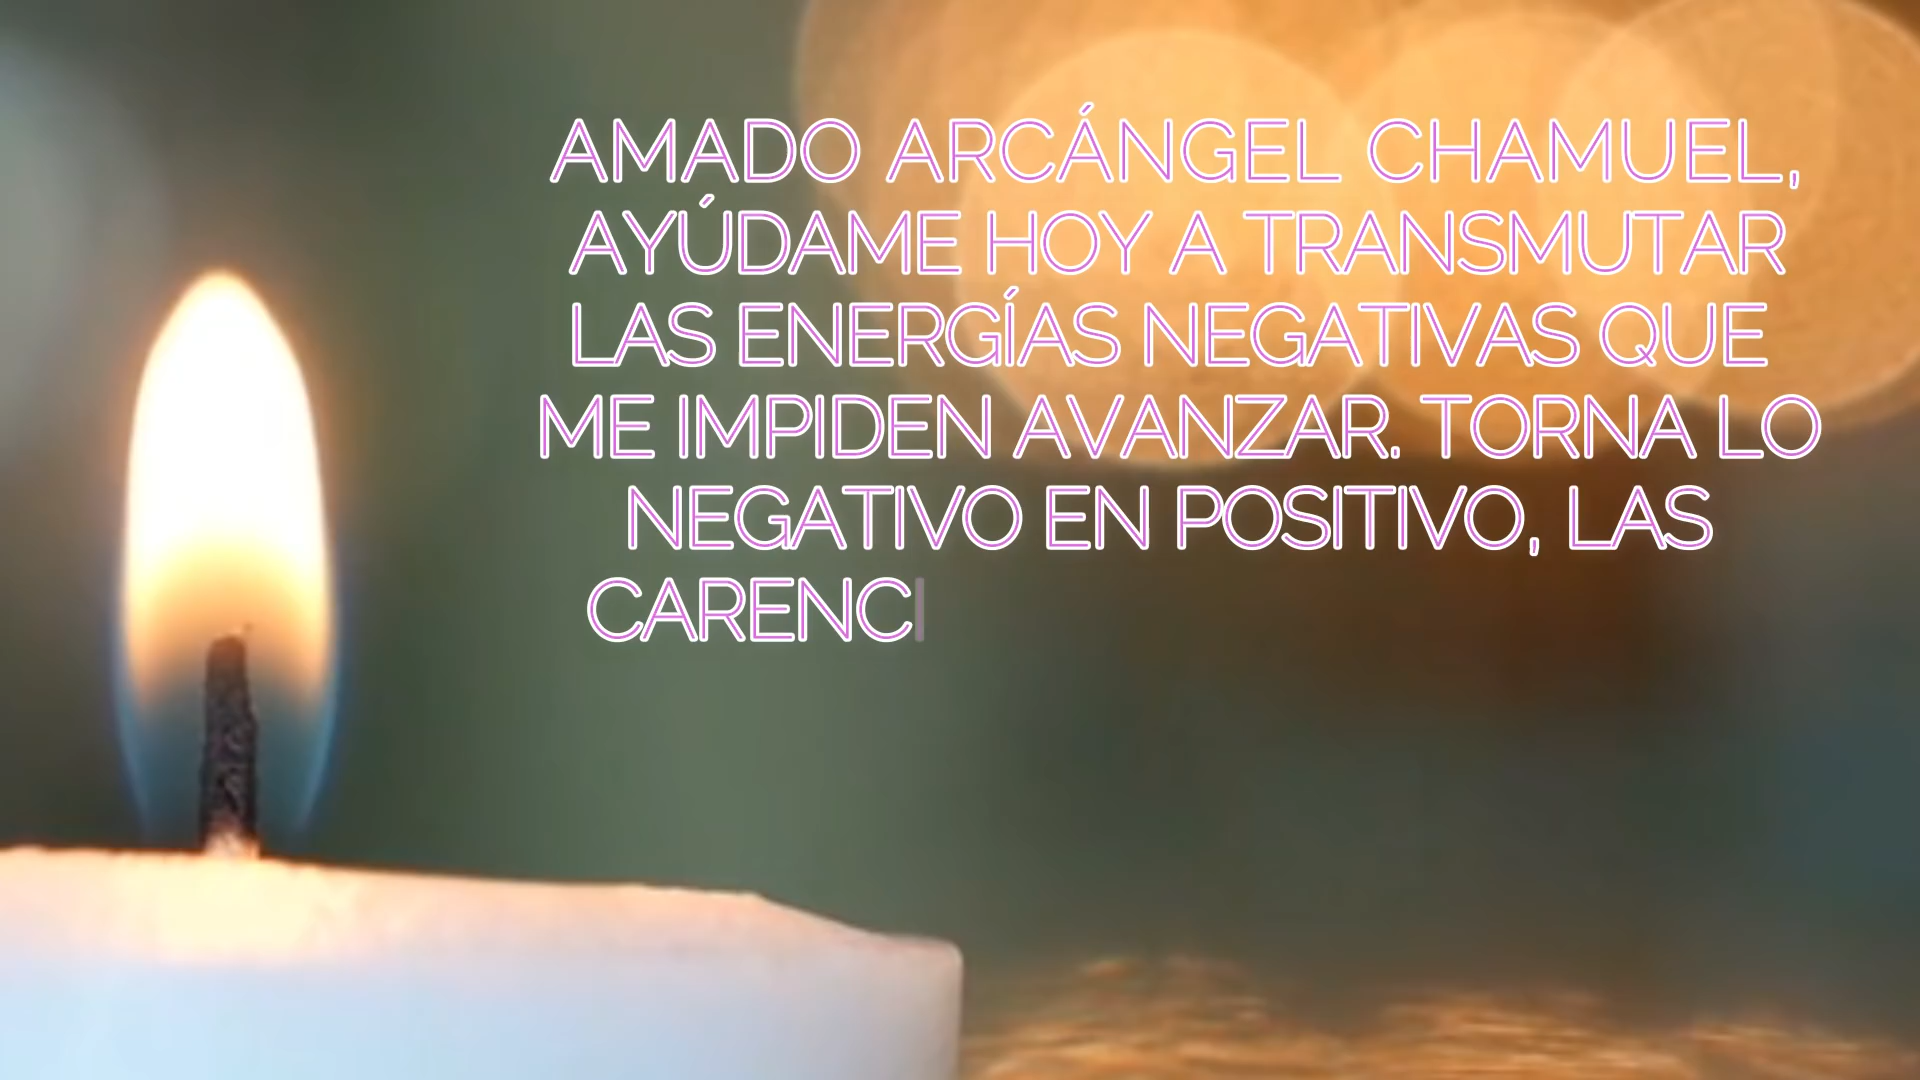 AMADO ARCÁNGEL CHAMUEL,
AYÚDAME HOY A TRANSMUTAR
LAS ENERGÍAS NEGATIVAS QUE
ME IMPIDEN AVANZAR. TORNA LO
NEGATIVO EN POSITIVO, LAS
CARENCI